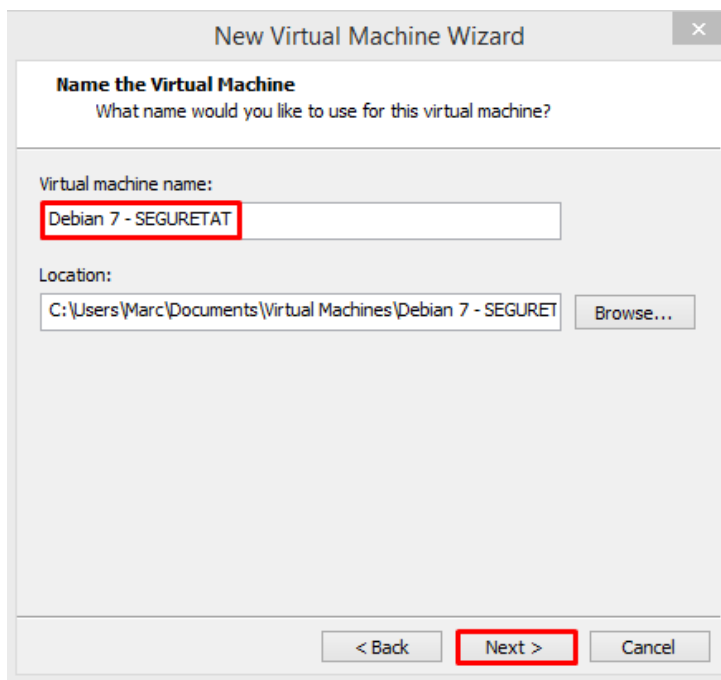 New Virtual Machine Wizard
Name the Virtual Machine
What name would you like to use for this virtual machine?
Virtual machine name:
Debian 7 - SEGURETAT
Location:
C:\Users\Marc\Documents\Virtual Machines\Debian 7 - SEGURET
Browse...
< Back Next > Cancel